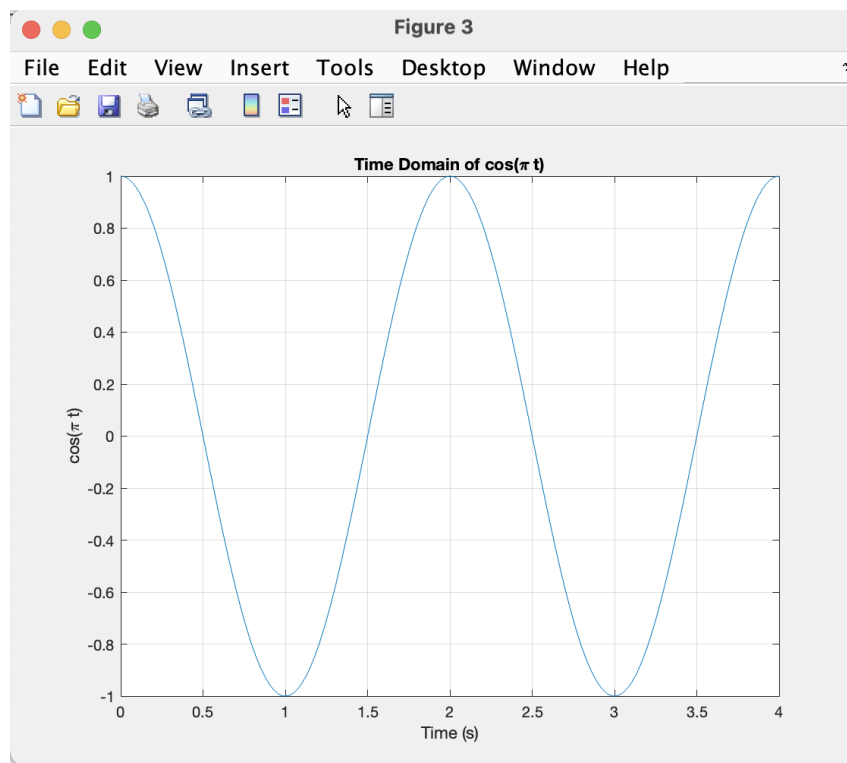 Figure 3
File Edit View Insert Tools Desktop Window Help
Time Domain of cos(π t)
1
0.8
0.6
0.4
0.2
0
-0.2
-0.4
-0.6
-0.8
-1
cos(π t)
0 0.5 1 1.5 2 2.5 3 3.5 4
Time (s)